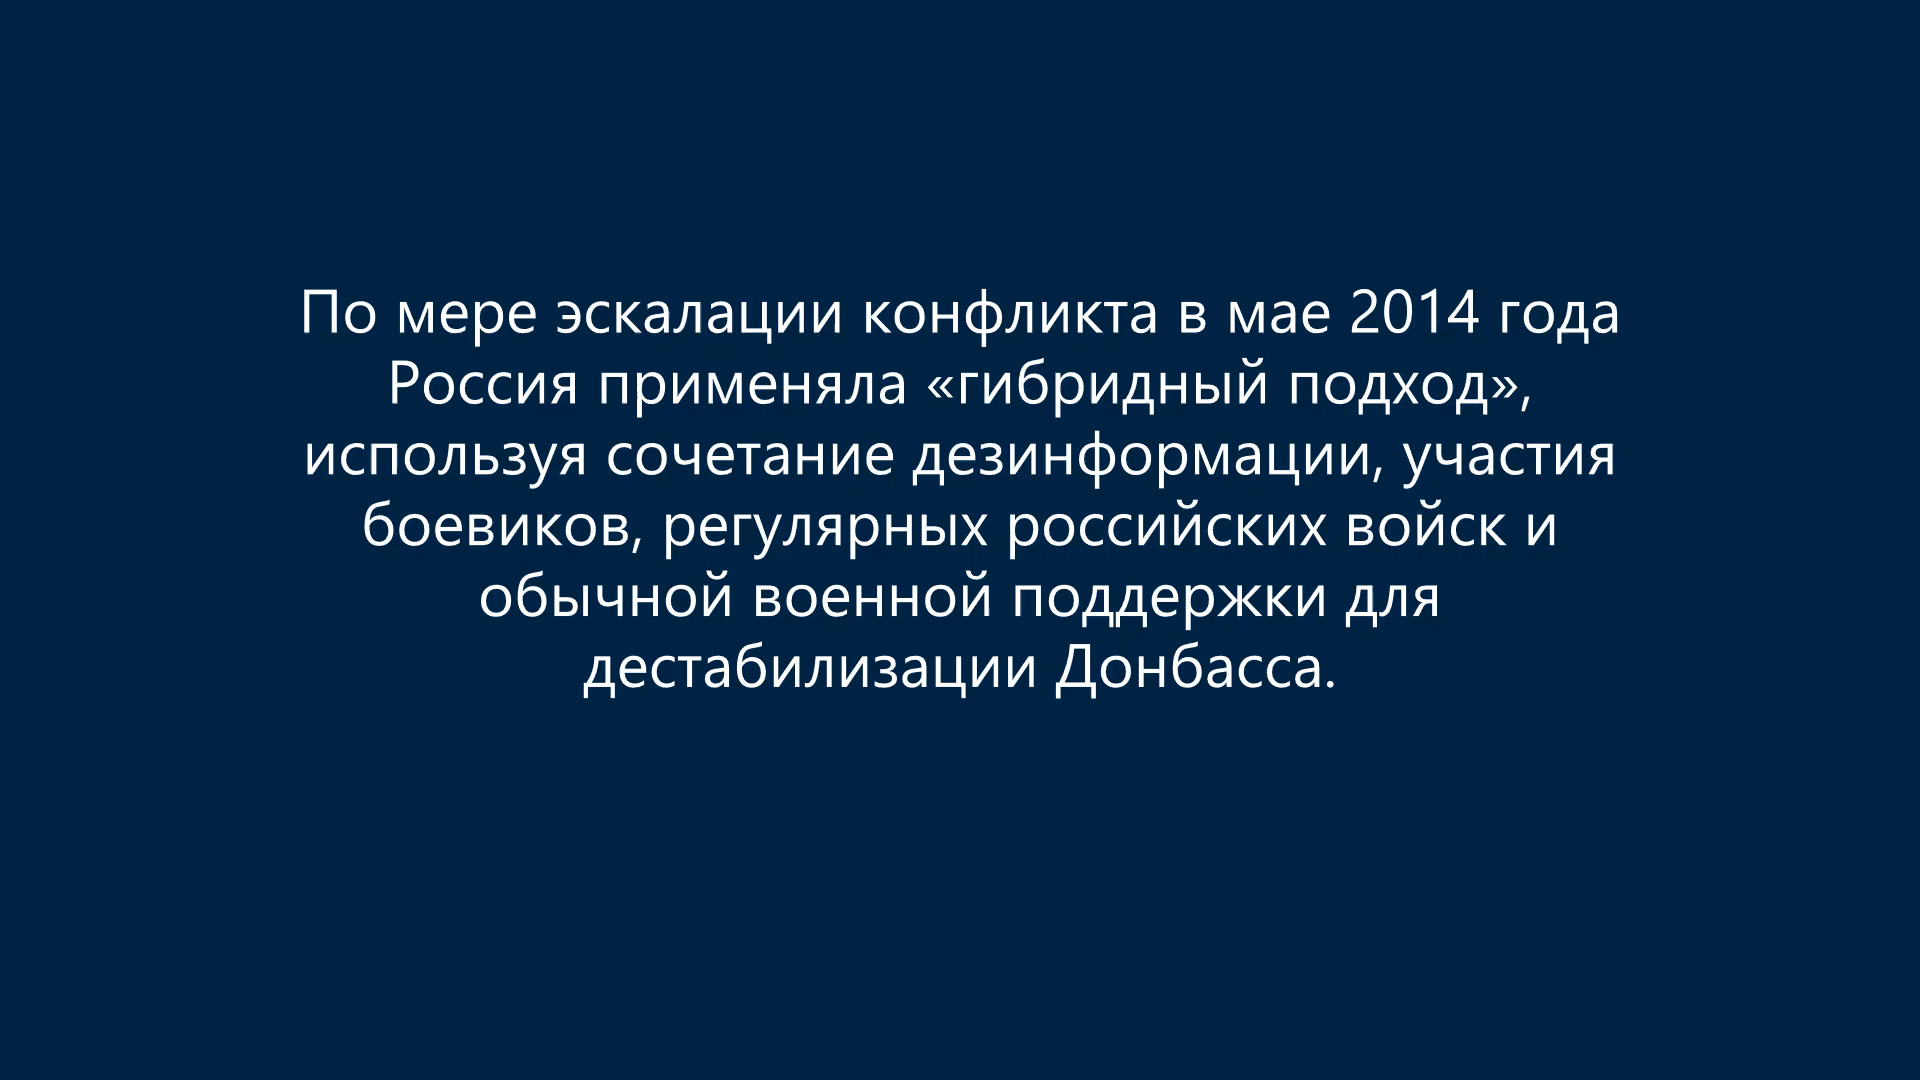 По мере эскалации конфликта в мае 2014 года
Россия применяла «гибридный подход»,
используя сочетание дезинформации, участия
боевиков, регулярных российских войск и
обычной военной поддержки для
дестабилизации Донбасса.